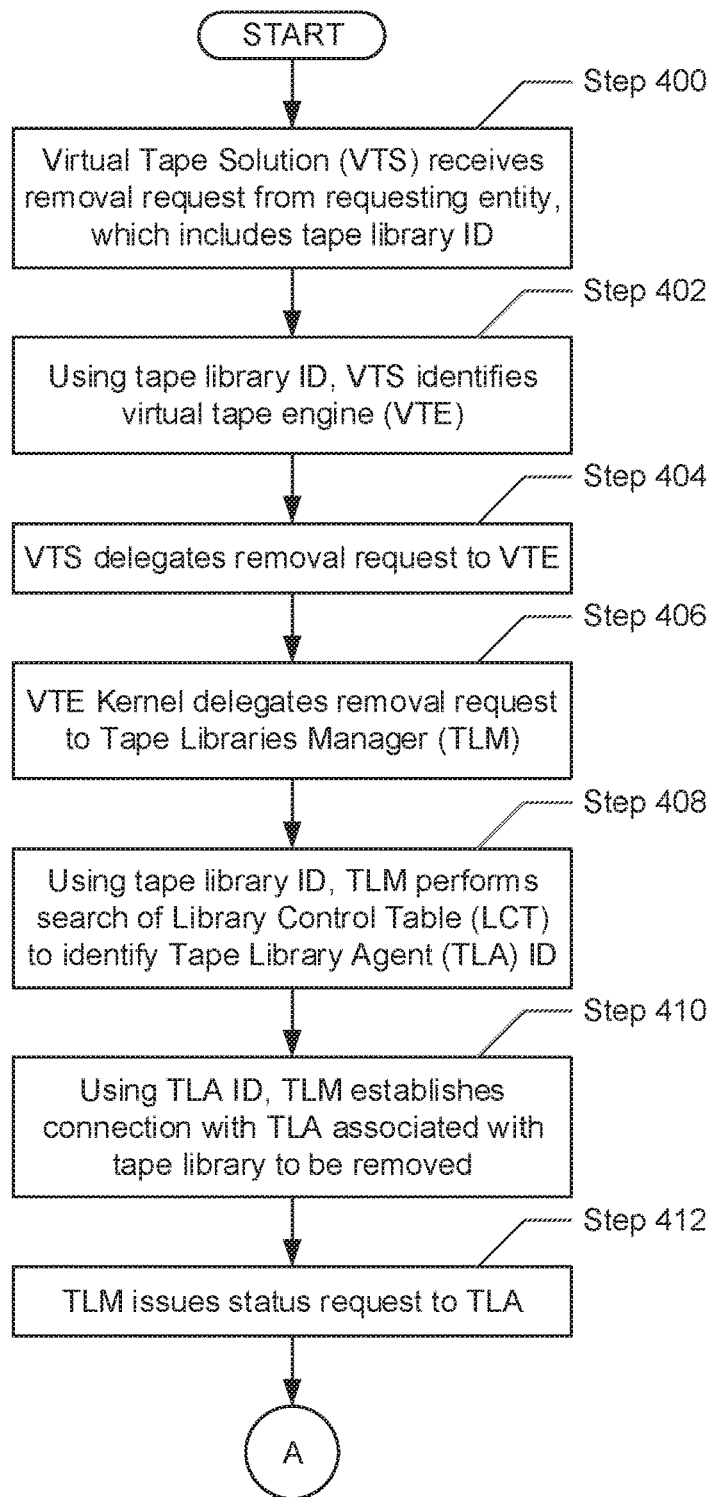 START
Step 400
Virtual Tape Solution (VTS) receives
removal request from requesting entity,
which includes tape library ID
Step 402
Using tape library ID, VTS identifies
virtual tape engine (VTE)
Step 404
VTS delegates removal request to VTE
Step 406
VTE Kernel delegates removal request
to Tape Libraries Manager (TLM)
Step 408
Using tape library ID, TLM performs
search of Library Control Table (LCT)
to identify Tape Library Agent (TLA) ID
Step 410
Using TLA ID, TLM establishes
connection with TLA associated with
tape library to be removed
Step 412
TLM issues status request to TLA
A